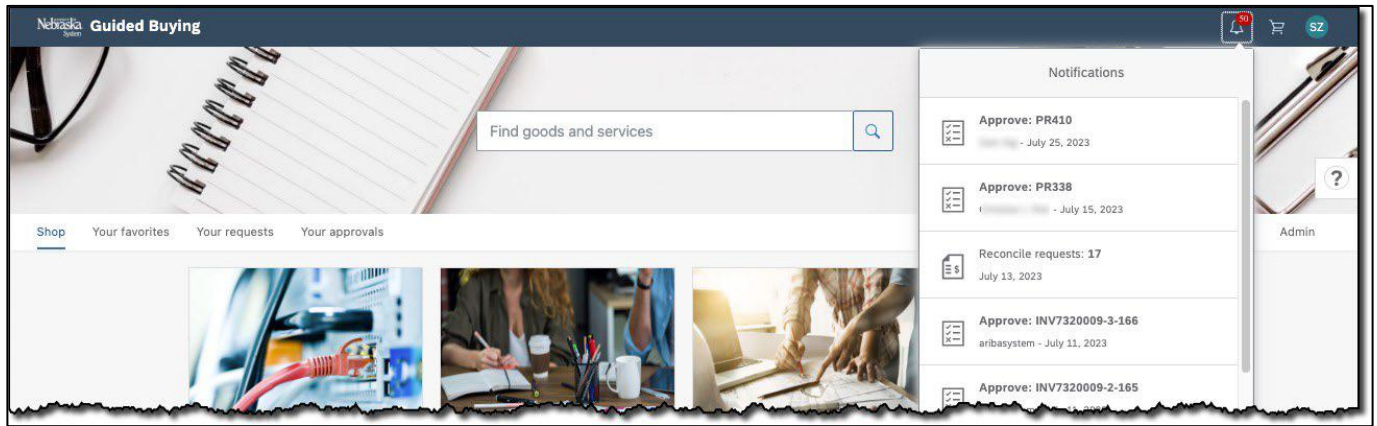 Nebraska
System
Guided Buying
50
SZ
Notifications
Approve: PR410
- July 25, 2023
Approve: PR338
- July 15, 2023
Reconcile requests: 17
July 13, 2023
Approve: INV7320009-3-166
aribasystem - July 11, 2023
Approve: INV7320009-2-165
Find goods and services
?
Shop Your favorites Your requests Your approvals Admin